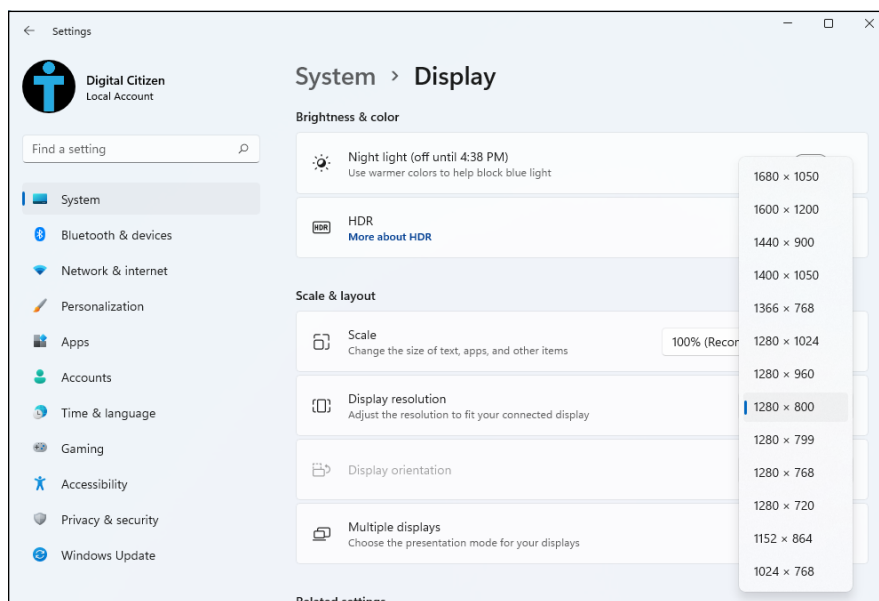 Settings
Digital Citizen
Local Account
Find a setting
System
Bluetooth & devices
Network & internet
Personalization
Apps
Accounts
Time & language
Gaming
Accessibility
Privacy & security
Windows Update
System > Display
Brightness & color
Night light (off until 4:38 PM)
Use warmer colors to help block blue light
HDR
HDR
More about HDR
Scale & layout
Scale
Change the size of text, apps, and other items
100% (Recor
Display resolution
Adjust the resolution to fit your connected display
Display orientation
Multiple displays
Choose the presentation mode for your displays
Related settings
1680 × 1050
1600 × 1200
1440 × 900
1400 × 1050
1366 × 768
1280 × 1024
1280 × 960
1280 × 800
1280 × 799
1280 × 768
1280 × 720
1152 × 864
1024 × 768